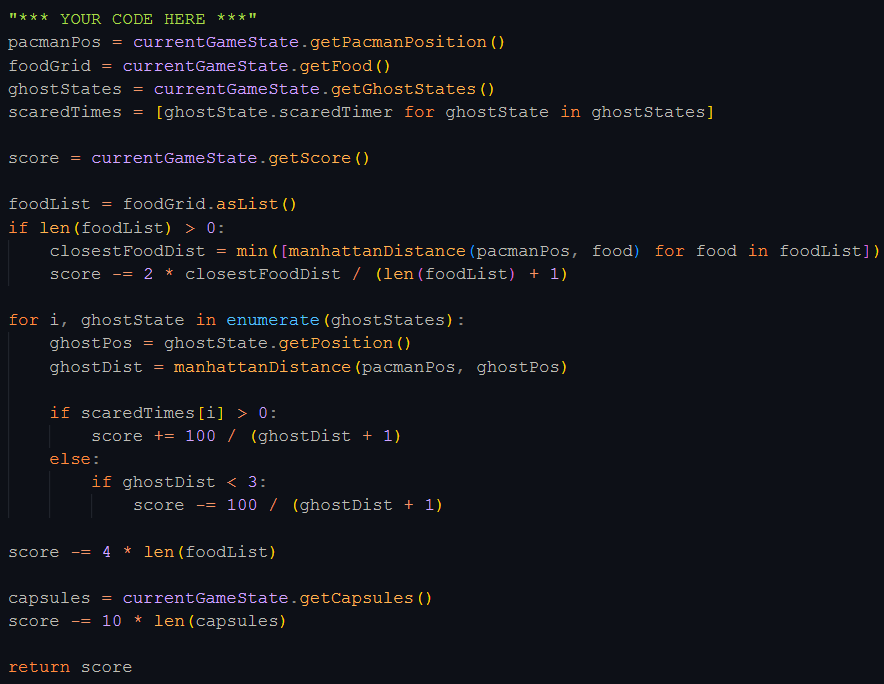 "*** YOUR CODE HERE ***"
pacmanPos = currentGameState.getPacmanPosition()
foodGrid = currentGameState.getFood()
ghostStates = currentGameState.getGhostStates()
scaredTimes = [ghostState.scaredTimer for ghostState in ghostStates]

score = currentGameState.getScore()

foodList = foodGrid.asList()
if len(foodList) > 0:
    closestFoodDist = min([manhattanDistance(pacmanPos, food) for food in foodList])
    score -= 2 * closestFoodDist / (len(foodList) + 1)

for i, ghostState in enumerate(ghostStates):
    ghostPos = ghostState.getPosition()
    ghostDist = manhattanDistance(pacmanPos, ghostPos)

    if scaredTimes[i] > 0:
        score += 100 / (ghostDist + 1)
    else:
        if ghostDist < 3:
            score -= 100 / (ghostDist + 1)

score -= 4 * len(foodList)

capsules = currentGameState.getCapsules()
score -= 10 * len(capsules)

return score